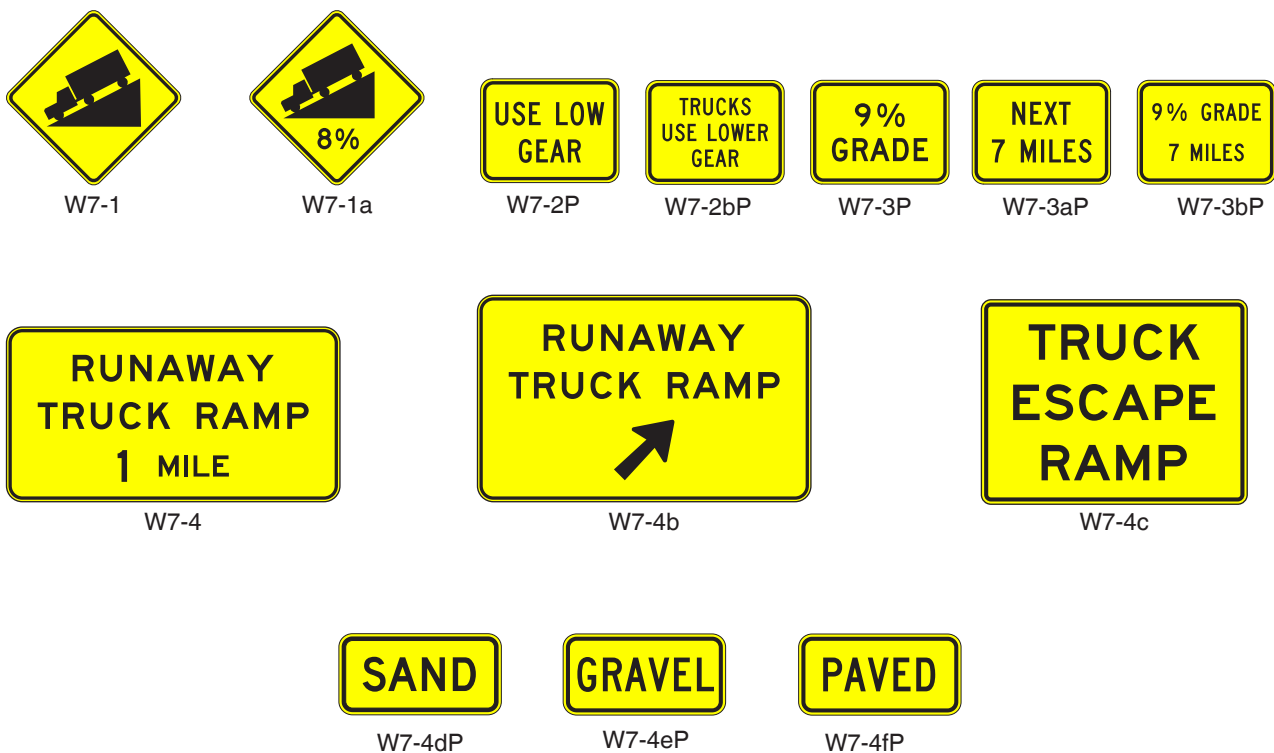 8%
USE LOW
GEAR
TRUCKS
USE LOWER
GEAR
9%
GRADE
NEXT
7 MILES
9% GRADE
7 MILES
W7-1
W7-1a
W7-2P
W7-2bP
W7-3P
W7-3aP
W7-3bP
RUNAWAY
TRUCK RAMP
1 MILE
RUNAWAY
TRUCK RAMP
TRUCK
ESCAPE
RAMP
W7-4
W7-4b
W7-4c
SAND
GRAVEL
PAVED
W7-4dP
W7-4eP
W7-4fP